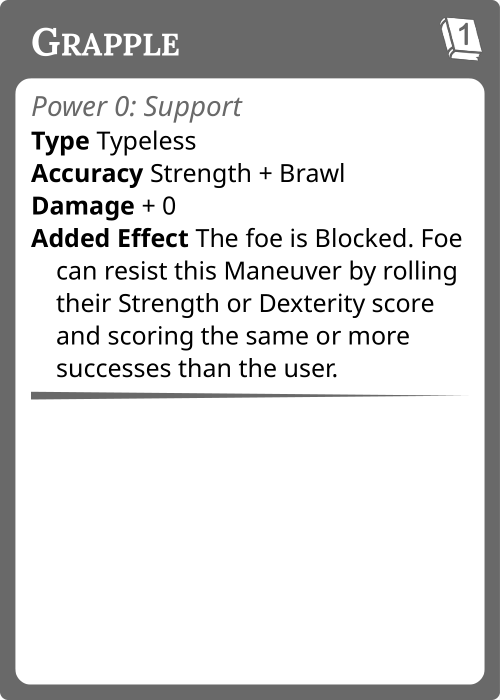 Grapple
1
Power 0: Support
Type Typeless
Accuracy Strength + Brawl
Damage + 0
Added Effect The foe is Blocked. Foe
can resist this Maneuver by rolling
their Strength or Dexterity score
and scoring the same or more
successes than the user.